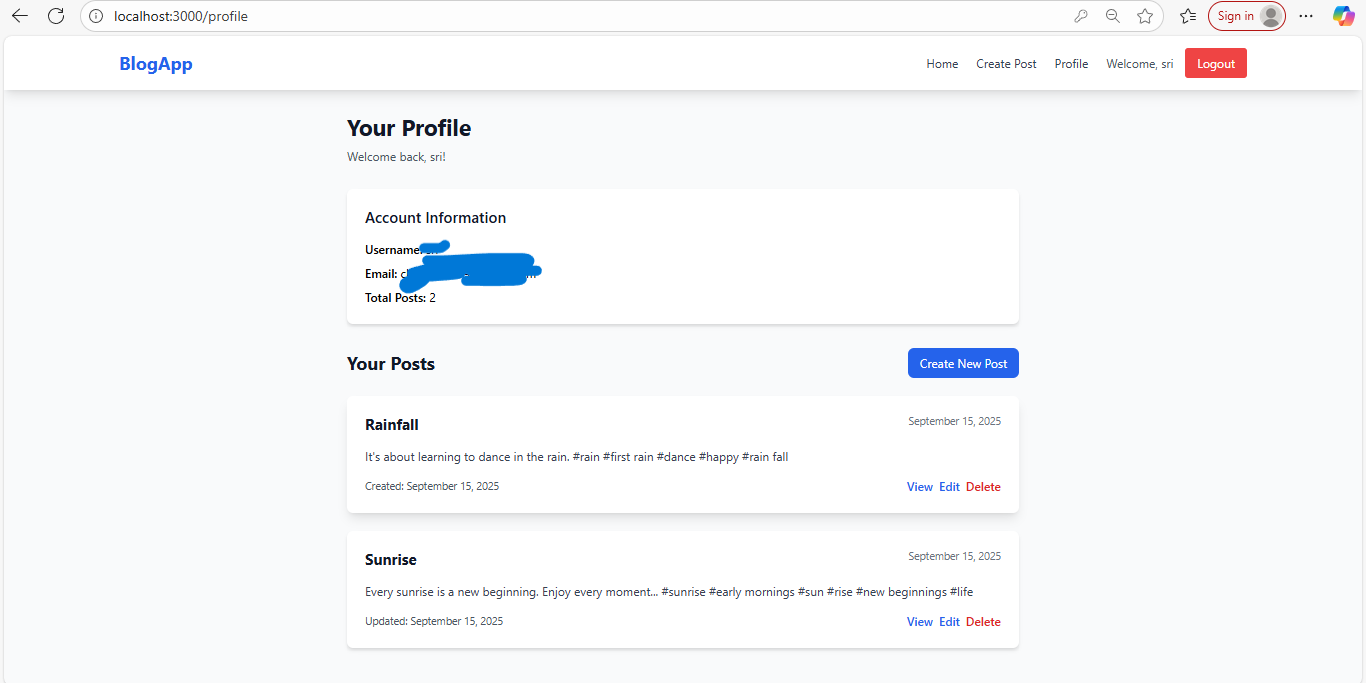 localhost:3000/profile
Sign in
BlogApp
Home Create Post Profile Welcome, sri Logout
Your Profile
Welcome back, sri!
Account Information
Username:
Email:
Total Posts: 2
Your Posts
Create New Post
Rainfall
September 15, 2025
It's about learning to dance in the rain. #rain #first rain #dance #happy #rain fall
Created: September 15, 2025
View Edit Delete
Sunrise
September 15, 2025
Every sunrise is a new beginning. Enjoy every moment... #sunrise #early mornings #sun #rise #new beginnings #life
Updated: September 15, 2025
View Edit Delete